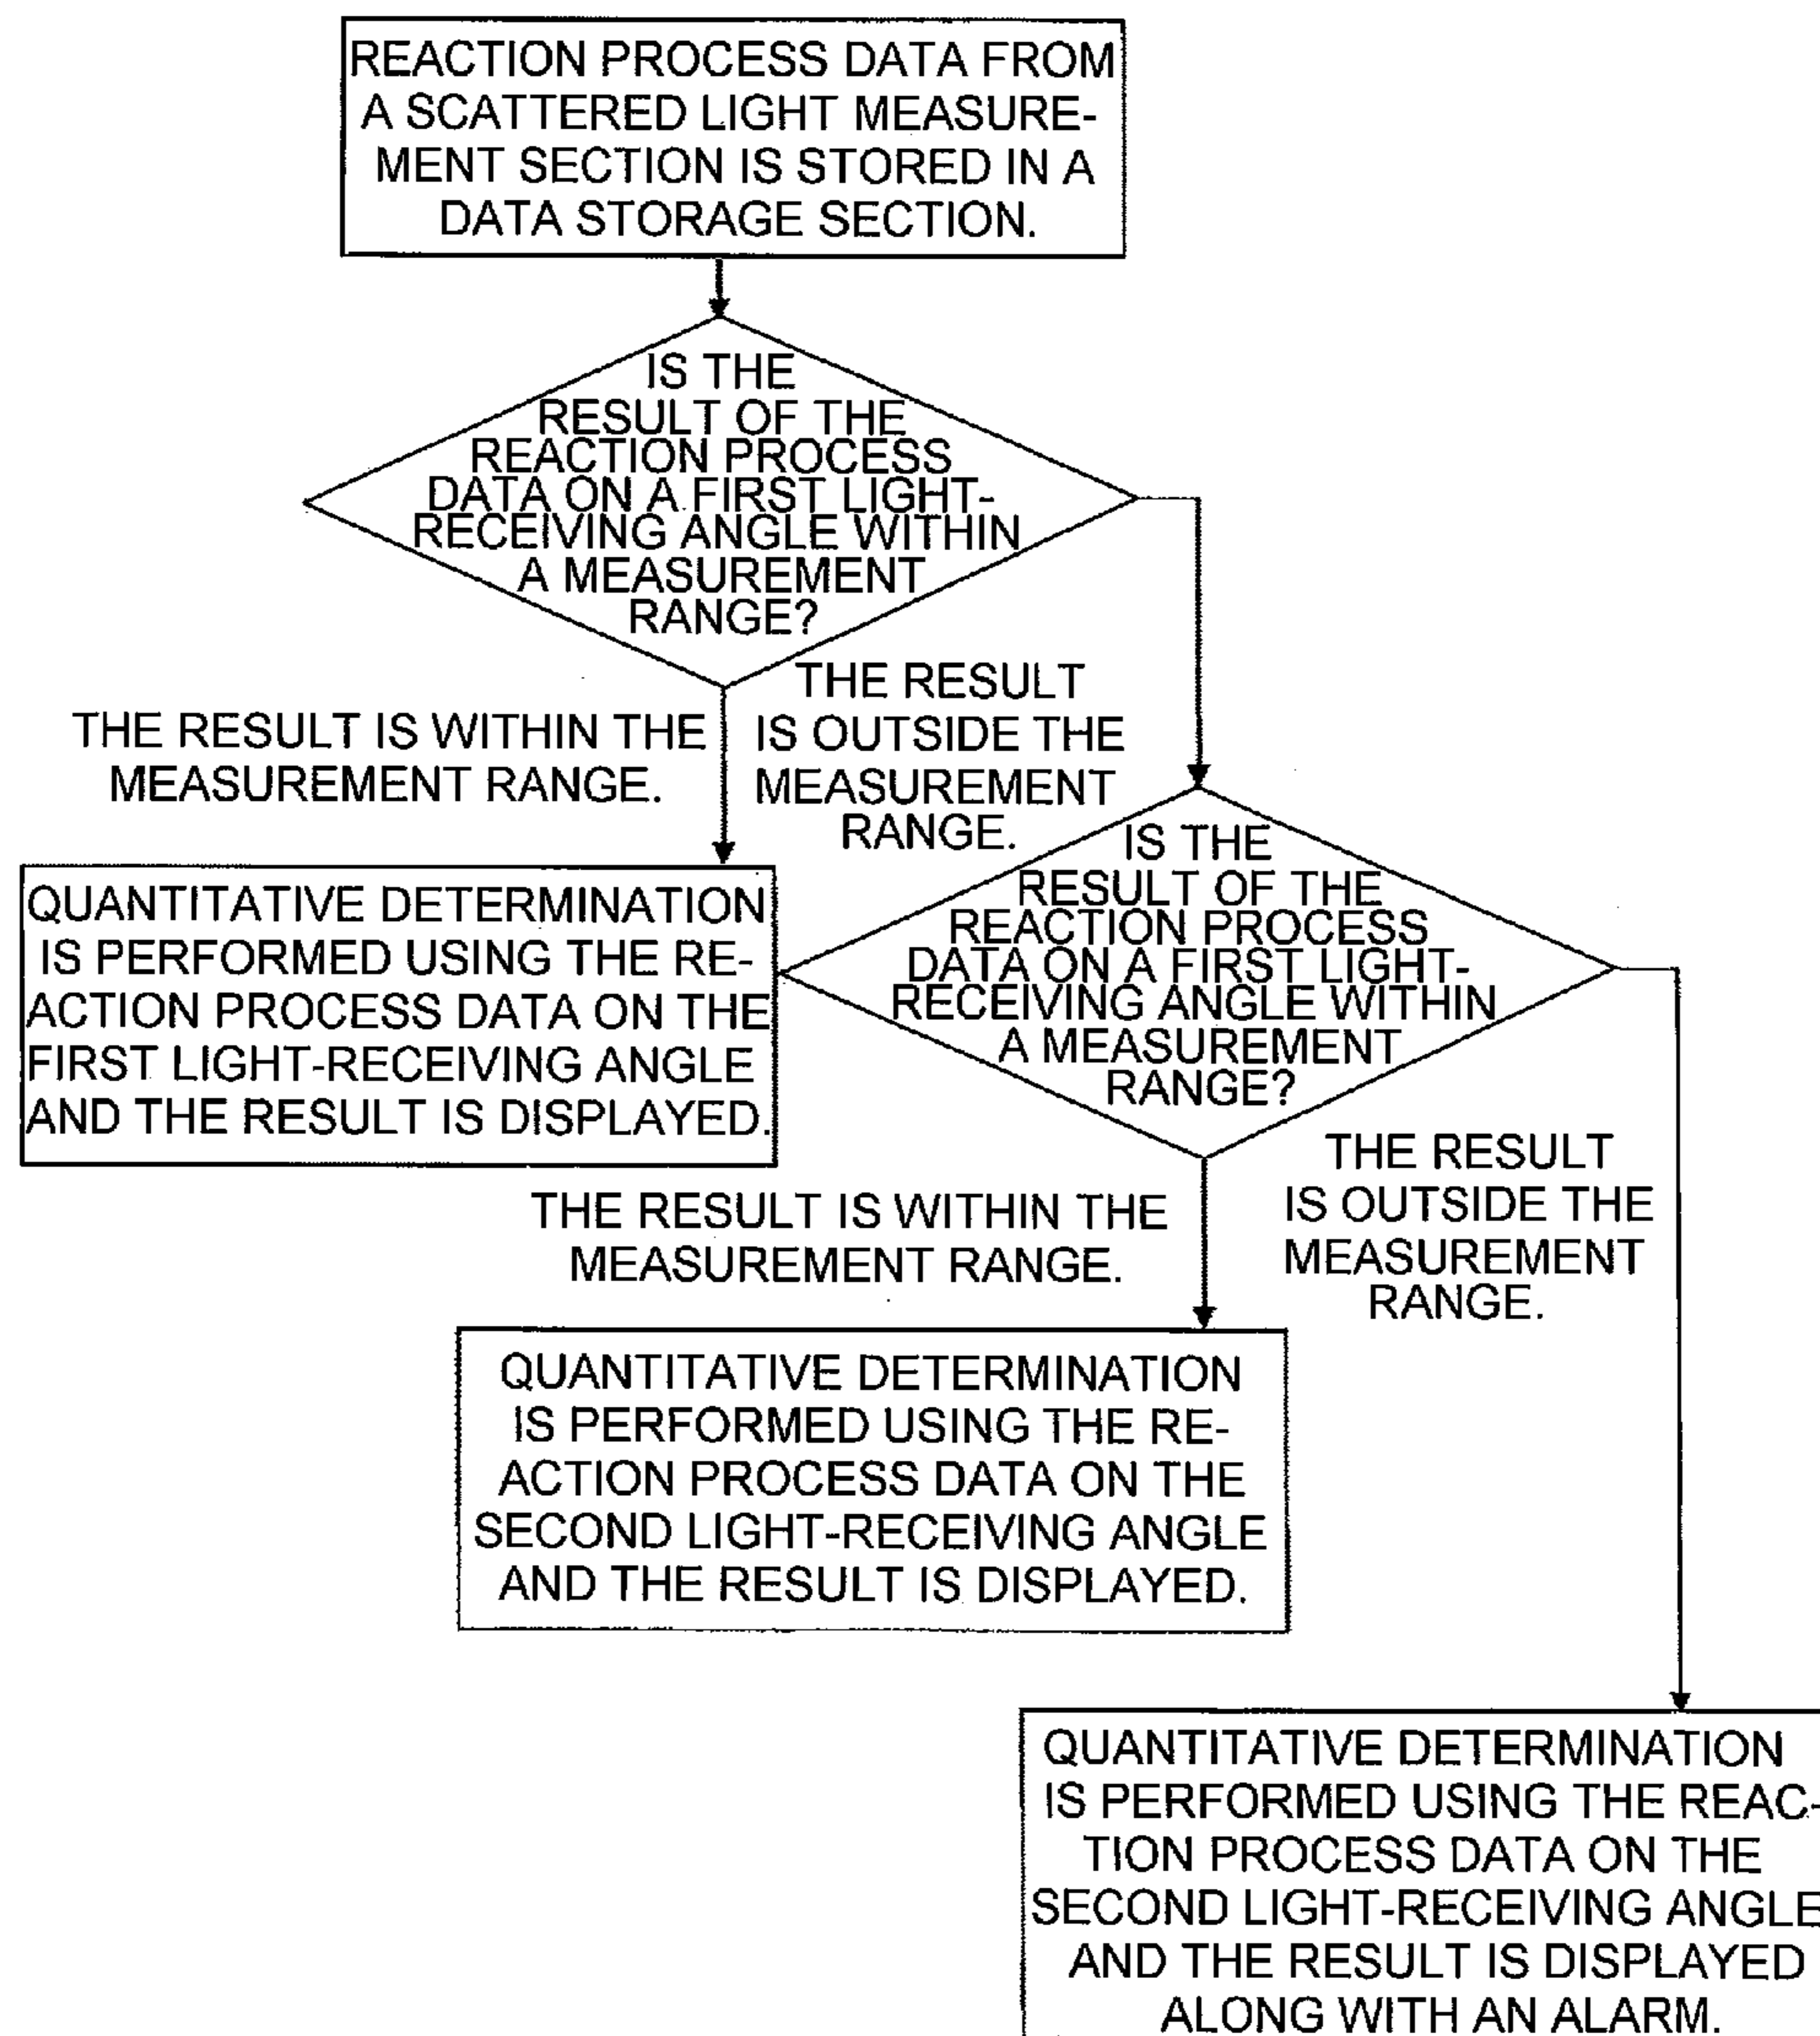 REACTION PROCESS DATA FROM
A SCATTERED LIGHT MEASURE-
MENT SECTION IS STORED IN A
DATA STORAGE SECTION.
IS THE
RESULT OF THE
REACTION PROCESS
DATA ON A FIRST LIGHT-
RECEIVING ANGLE WITHIN
A MEASUREMENT
RANGE?
THE RESULT IS WITHIN THE
MEASUREMENT RANGE.
THE RESULT
IS OUTSIDE THE
MEASUREMENT
RANGE.
QUANTITATIVE DETERMINATION
IS PERFORMED USING THE RE-
ACTION PROCESS DATA ON THE
FIRST LIGHT-RECEIVING ANGLE
AND THE RESULT IS DISPLAYED.
IS THE
RESULT OF THE
REACTION PROCESS
DATA ON A FIRST LIGHT-
RECEIVING ANGLE WITHIN
A MEASUREMENT
RANGE?
THE RESULT IS WITHIN THE
MEASUREMENT RANGE.
THE RESULT
IS OUTSIDE THE
MEASUREMENT
RANGE.
QUANTITATIVE DETERMINATION
IS PERFORMED USING THE RE-
ACTION PROCESS DATA ON THE
SECOND LIGHT-RECEIVING ANGLE
AND THE RESULT IS DISPLAYED.
QUANTITATIVE DETERMINATION
IS PERFORMED USING THE REAC-
TION PROCESS DATA ON THE
SECOND LIGHT-RECEIVING ANGLE
AND THE RESULT IS DISPLAYED
ALONG WITH AN ALARM.